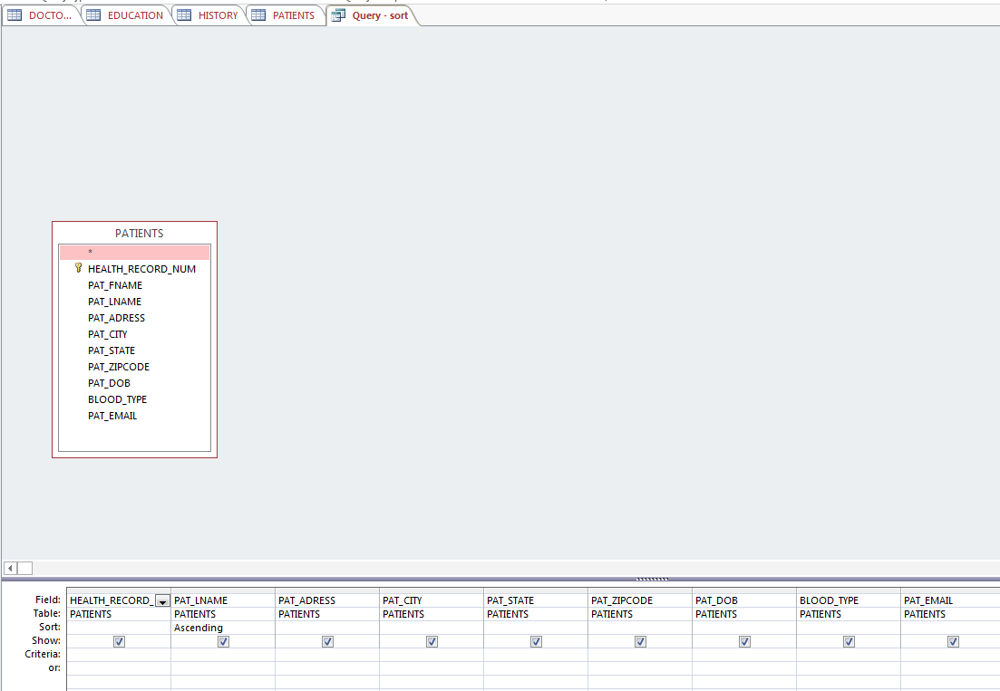 DOCTO... EDUCATION HISTORY PATIENTS Query - sort
PATIENTS
*
HEALTH_RECORD_NUM
PAT_FNAME
PAT_LNAME
PAT_ADRESS
PAT_CITY
PAT_STATE
PAT_ZIPCODE
PAT_DOB
BLOOD_TYPE
PAT_EMAIL
Field: HEALTH_RECORD_ PAT_LNAME PAT_ADRESS PAT_CITY PAT_STATE PAT_ZIPCODE PAT_DOB BLOOD_TYPE PAT_EMAIL
Table: PATIENTS PATIENTS PATIENTS PATIENTS PATIENTS PATIENTS PATIENTS PATIENTS PATIENTS
Sort: Ascending
Show:
Criteria:
or: